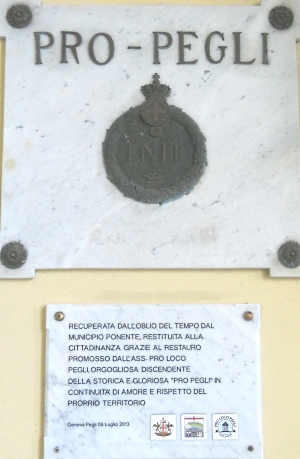 PRO-PEGLI
RECUPERATA DALL'OBLIO DEL TEMPO DAL
MUNICIPIO PONENTE, RESTITUITA ALLA
CITTADINANZA GRAZIE AL RESTAURO
PROMOSSO DALL'ASS. PRO LOCO
PEGLI,ORGOGLIOSA DISCENDENTE
DELLA STORICA E GLORIOSA "PRO PEGLI" IN
CONTINUITA' DI AMORE E RISPETTO DEL
PROPRIO TERRITORIO
Genova Pegli 06 Luglio 2013